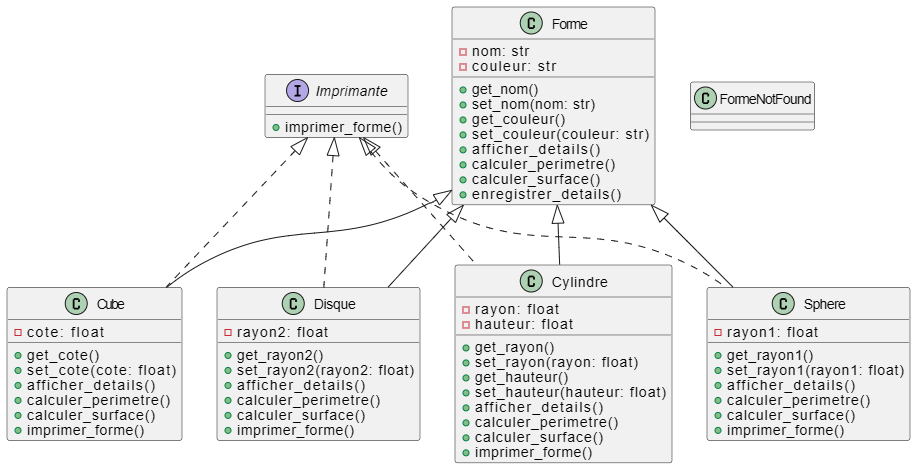 C Forme
nom: str
couleur: str
get_nom()
set_nom(nom: str)
get_couleur()
set_couleur(couleur: str)
afficher_details()
calculer_perimetre()
calculer_surface()
enregistrer_details()
I Imprimante
imprimer_forme()
C FormeNotFound
C Cube
cote: float
get_cote()
set_cote(cote: float)
afficher_details()
calculer_perimetre()
calculer_surface()
imprimer_forme()
C Disque
rayon2: float
get_rayon2()
set_rayon2(rayon2: float)
afficher_details()
calculer_perimetre()
calculer_surface()
imprimer_forme()
C Cylindre
rayon: float
hauteur: float
get_rayon()
set_rayon(rayon: float)
get_hauteur()
set_hauteur(hauteur: float)
afficher_details()
calculer_perimetre()
calculer_surface()
imprimer_forme()
C Sphere
rayon1: float
get_rayon1()
set_rayon1(rayon1: float)
afficher_details()
calculer_perimetre()
calculer_surface()
imprimer_forme()